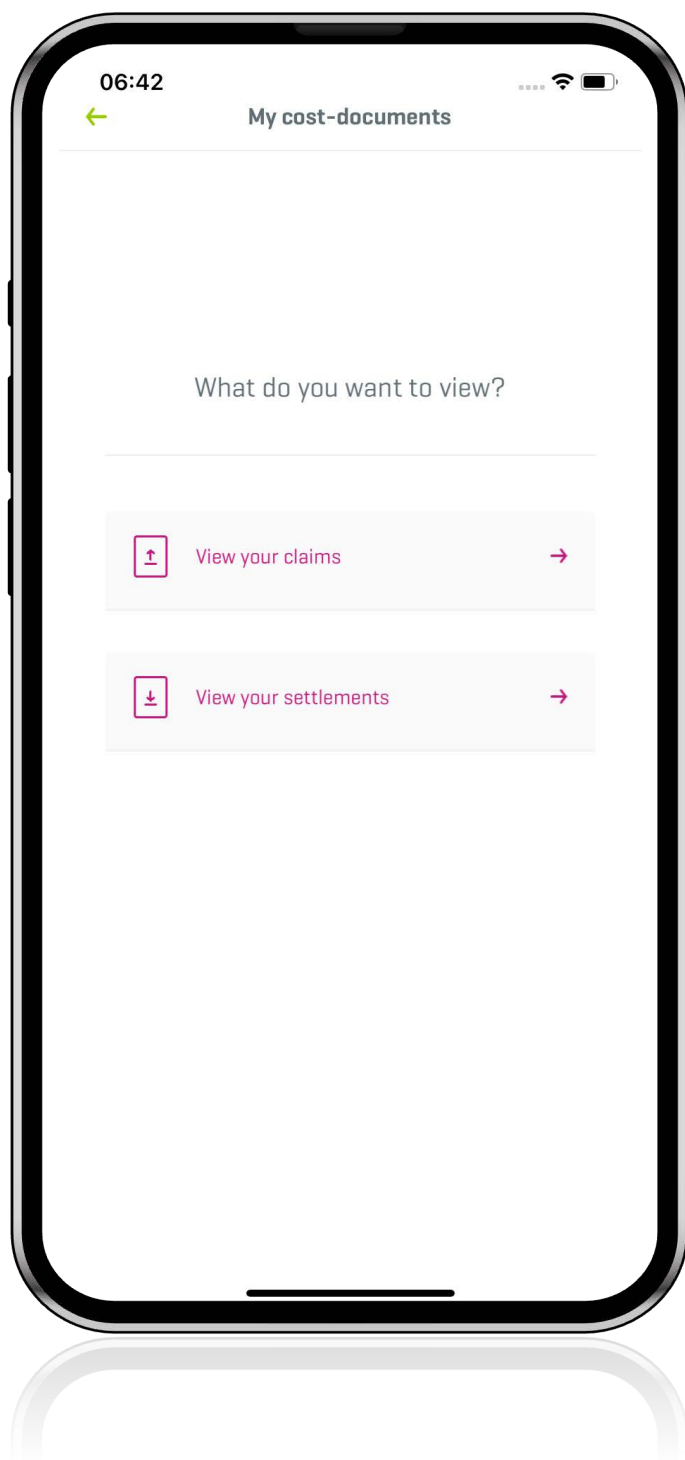 06:42
My cost-documents
What do you want to view?
View your claims
View your settlements